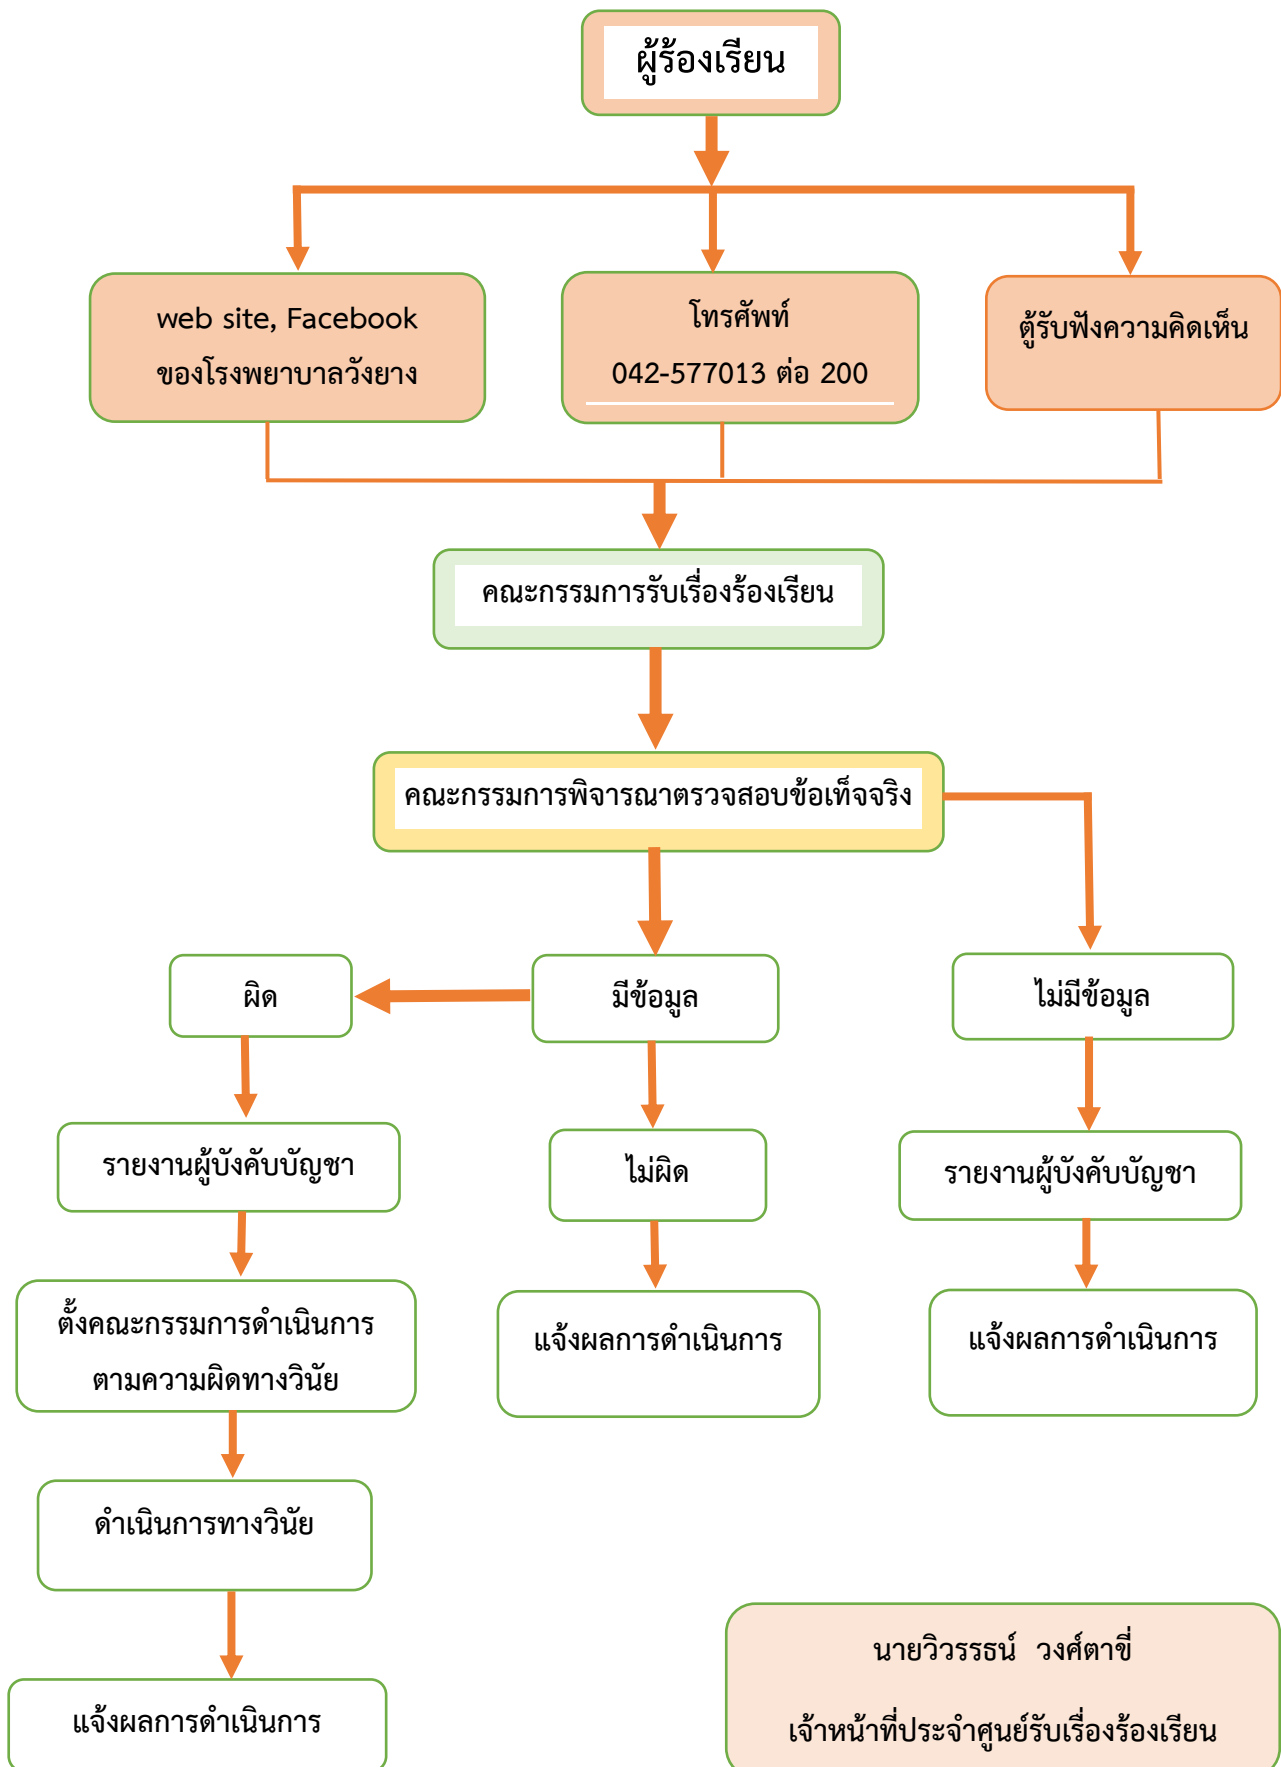 ผู้ร้องเรียน
web site, Facebook
ของโรงพยาบาลวังยาง
โทรศัพท์
042-577013 ต่อ 200
ตู้รับฟังความคิดเห็น
คณะกรรมการรับเรื่องร้องเรียน
คณะกรรมการพิจารณาตรวจสอบข้อเท็จจริง
ผิด
มีข้อมูล
ไม่มีข้อมูล
รายงานผู้บังคับบัญชา
ไม่ผิด
รายงานผู้บังคับบัญชา
ตั้งคณะกรรมการดำเนินการ
ตามความผิดทางวินัย
แจ้งผลการดำเนินการ
แจ้งผลการดำเนินการ
ดำเนินการทางวินัย
แจ้งผลการดำเนินการ
นายวิวรรธน์ วงศ์ตาขี่
เจ้าหน้าที่ประจำศูนย์รับเรื่องร้องเรียน